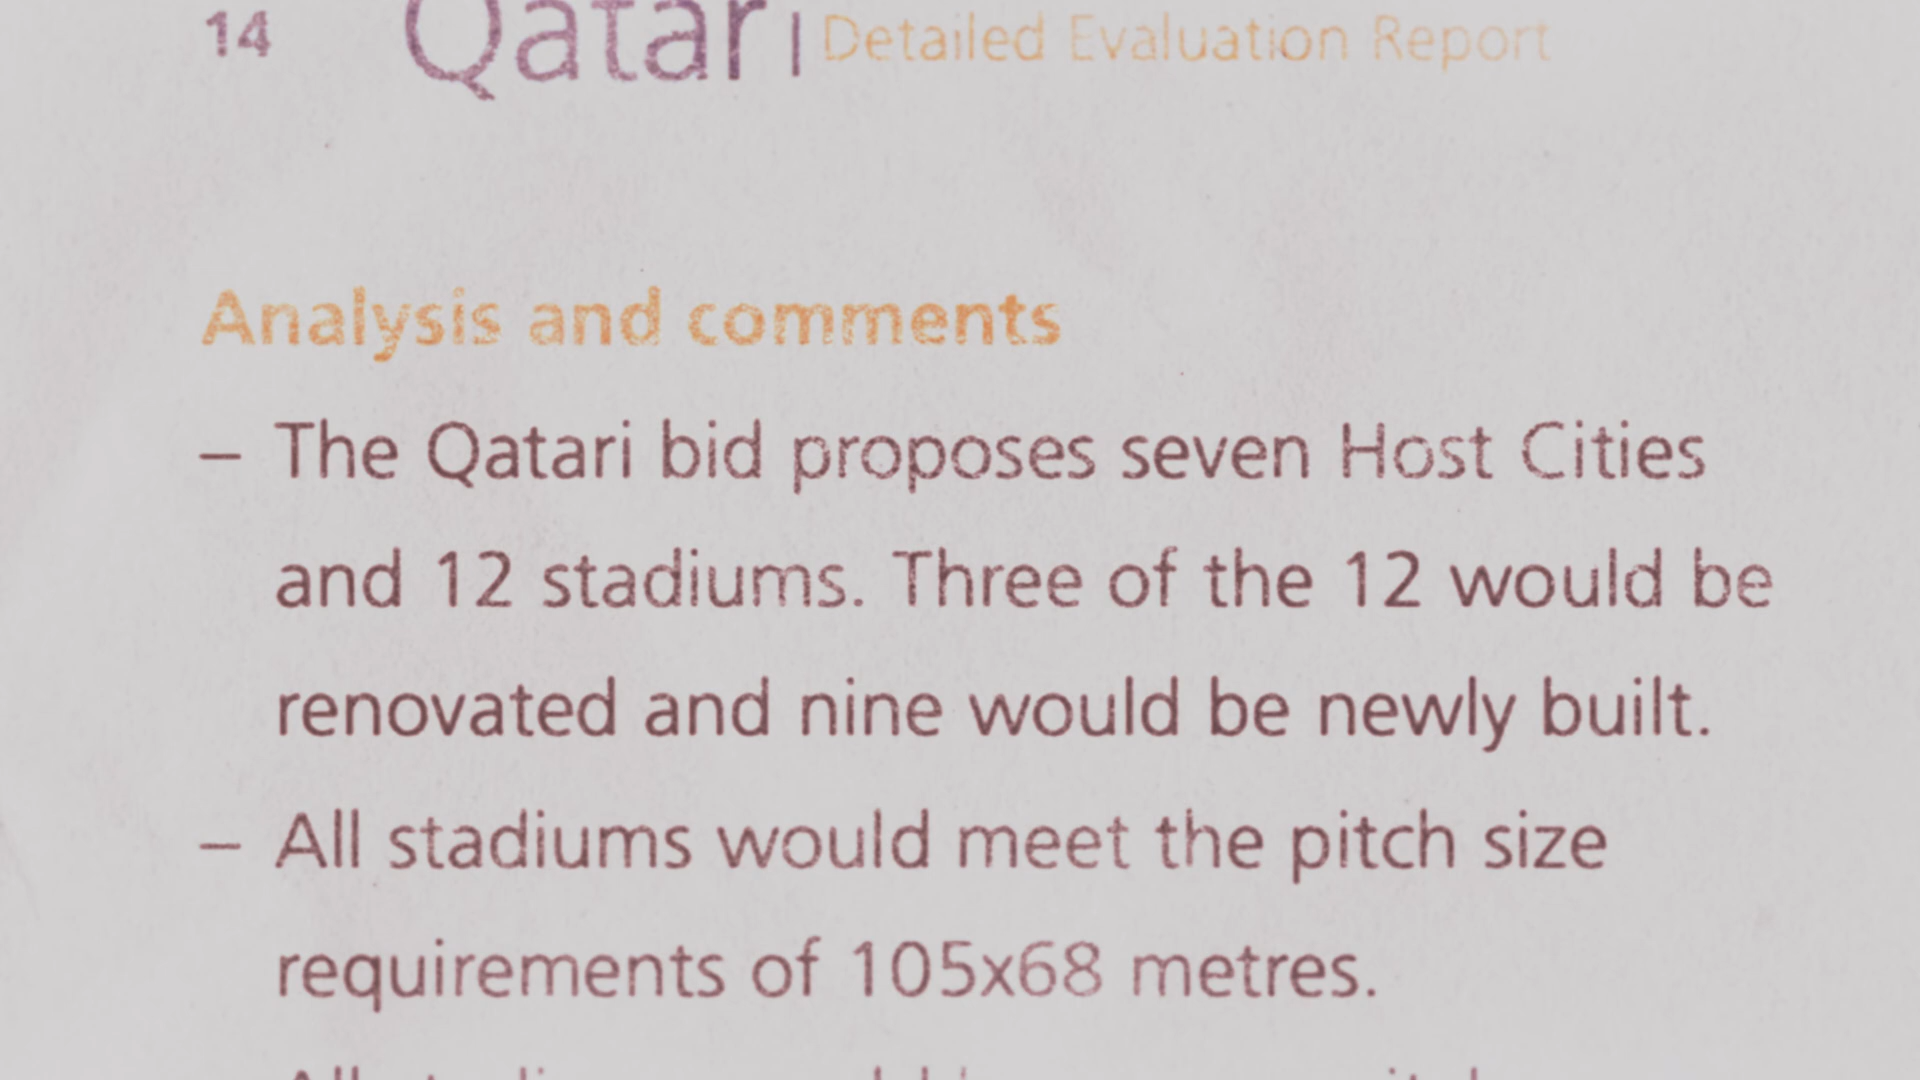 14 Qatar | Detailed Evaluation Report
Analysis and comments
– The Qatari bid proposes seven Host Cities
and 12 stadiums. Three of the 12 would be
renovated and nine would be newly built.
– All stadiums would meet the pitch size
requirements of 105x68 metres.